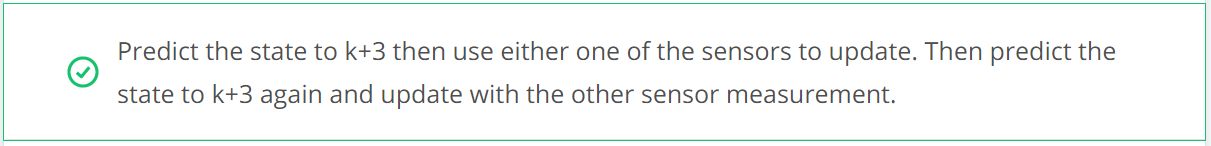 Predict the state to k+3 then use either one of the sensors to update. Then predict the
state to k+3 again and update with the other sensor measurement.